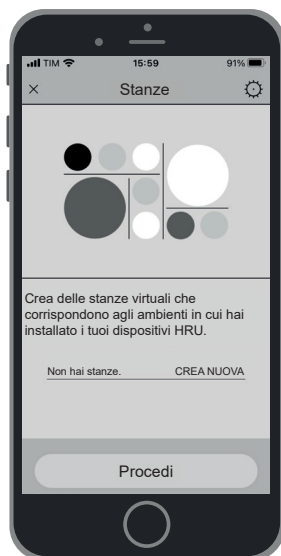 TIM 15:59 91%
× Stanze
Crea delle stanze virtuali che
corrispondono agli ambienti in cui hai
installato i tuoi dispositivi HRU.
Non hai stanze. CREA NUOVA
Procedi